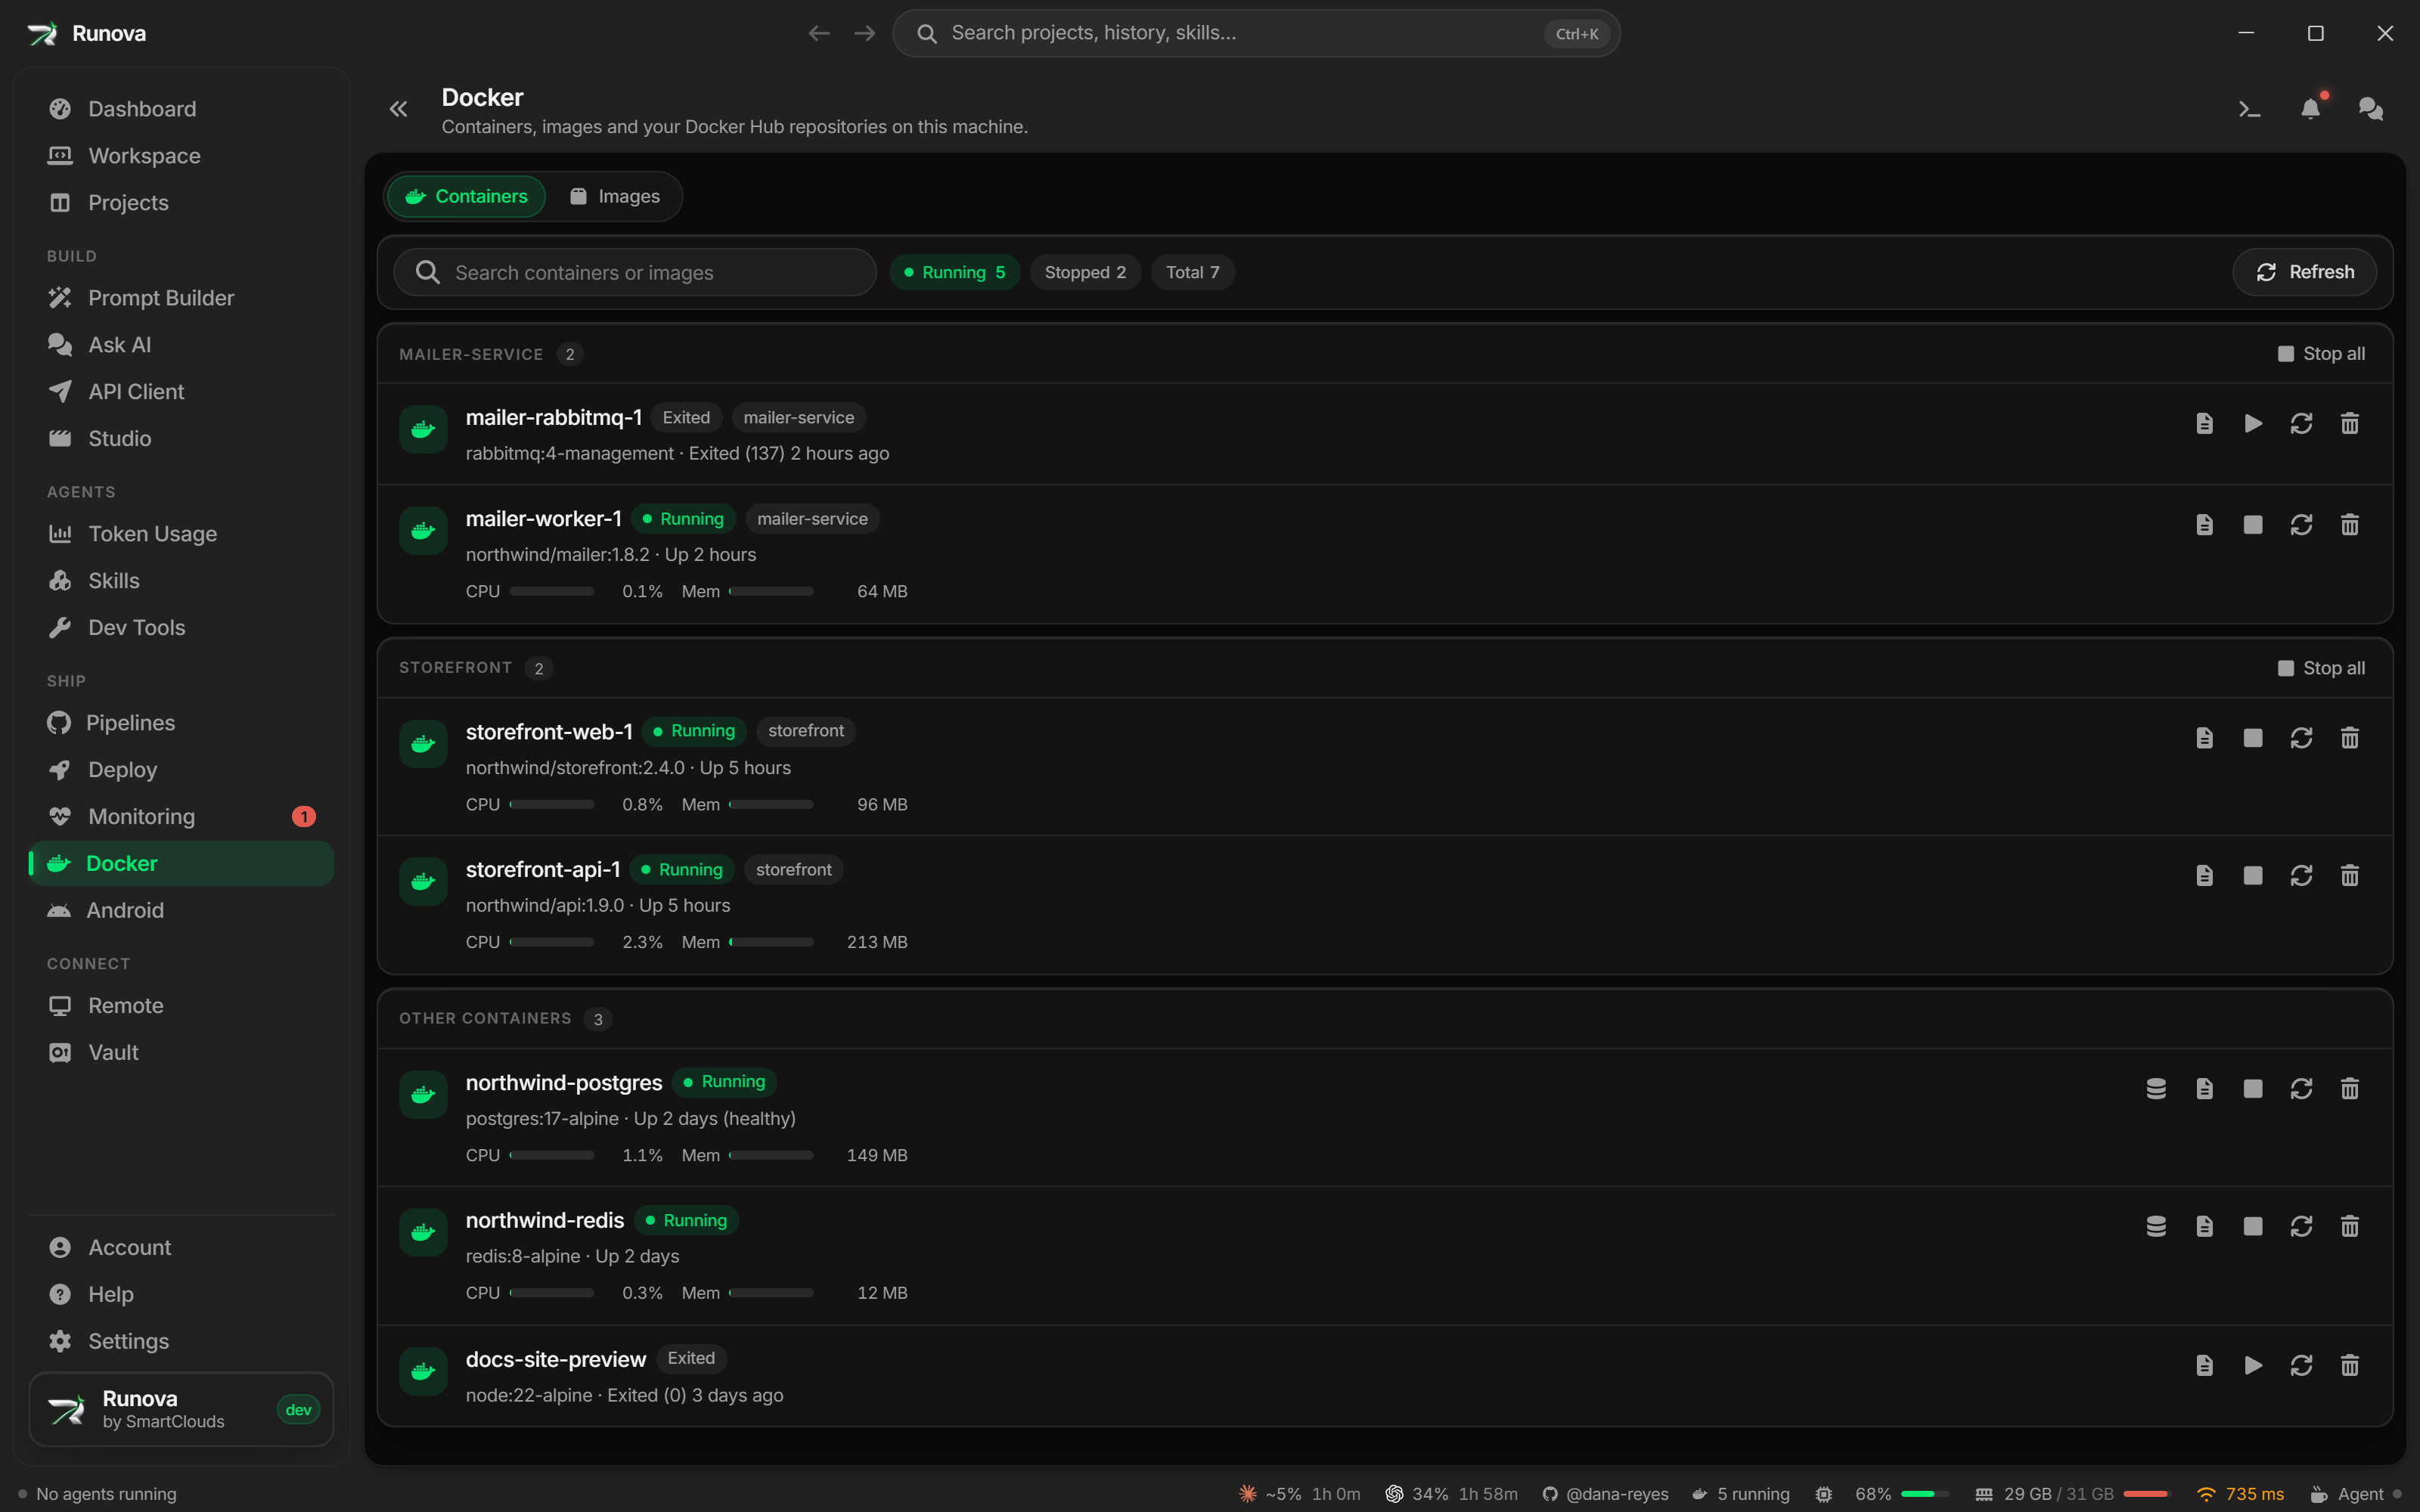 Runova
Search projects, history, skills...
Ctrl+K
Dashboard
Workspace
Projects
BUILD
Prompt Builder
Ask AI
API Client
Studio
AGENTS
Token Usage
Skills
Dev Tools
SHIP
Pipelines
Deploy
Monitoring 1
Docker
Android
CONNECT
Remote
Vault
Account
Help
Settings
Runova
by SmartClouds
dev
Docker
Containers, images and your Docker Hub repositories on this machine.
Containers Images
Search containers or images Running 5 Stopped 2 Total 7 Refresh
MAILER-SERVICE 2 Stop all
mailer-rabbitmq-1 Exited mailer-service
rabbitmq:4-management · Exited (137) 2 hours ago
mailer-worker-1 Running mailer-service
northwind/mailer:1.8.2 · Up 2 hours
CPU 0.1% Mem 64 MB
STOREFRONT 2 Stop all
storefront-web-1 Running storefront
northwind/storefront:2.4.0 · Up 5 hours
CPU 0.8% Mem 96 MB
storefront-api-1 Running storefront
northwind/api:1.9.0 · Up 5 hours
CPU 2.3% Mem 213 MB
OTHER CONTAINERS 3
northwind-postgres Running
postgres:17-alpine · Up 2 days (healthy)
CPU 1.1% Mem 149 MB
northwind-redis Running
redis:8-alpine · Up 2 days
CPU 0.3% Mem 12 MB
docs-site-preview Exited
node:22-alpine · Exited (0) 3 days ago
No agents running ~5% 1h 0m 34% 1h 58m @dana-reyes 5 running 68% 29 GB / 31 GB 735 ms Agent